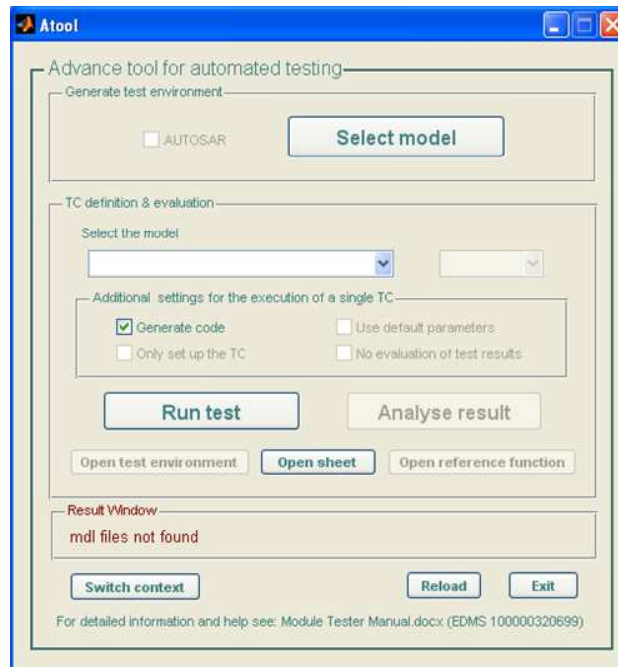 Atool
Advance tool for automated testing
Generate test environment
AUTOSAR
Select model
TC definition & evaluation
Select the model
Additional settings for the execution of a single TC
Generate code
Use default parameters
Only set up the TC
No evaluation of test results
Run test
Analyse result
Open test environment
Open sheet
Open reference function
Result Window
mdl files not found
Switch context
Reload
Exit
For detailed information and help see: Module Tester Manual.docx (EDMS 100000320699)